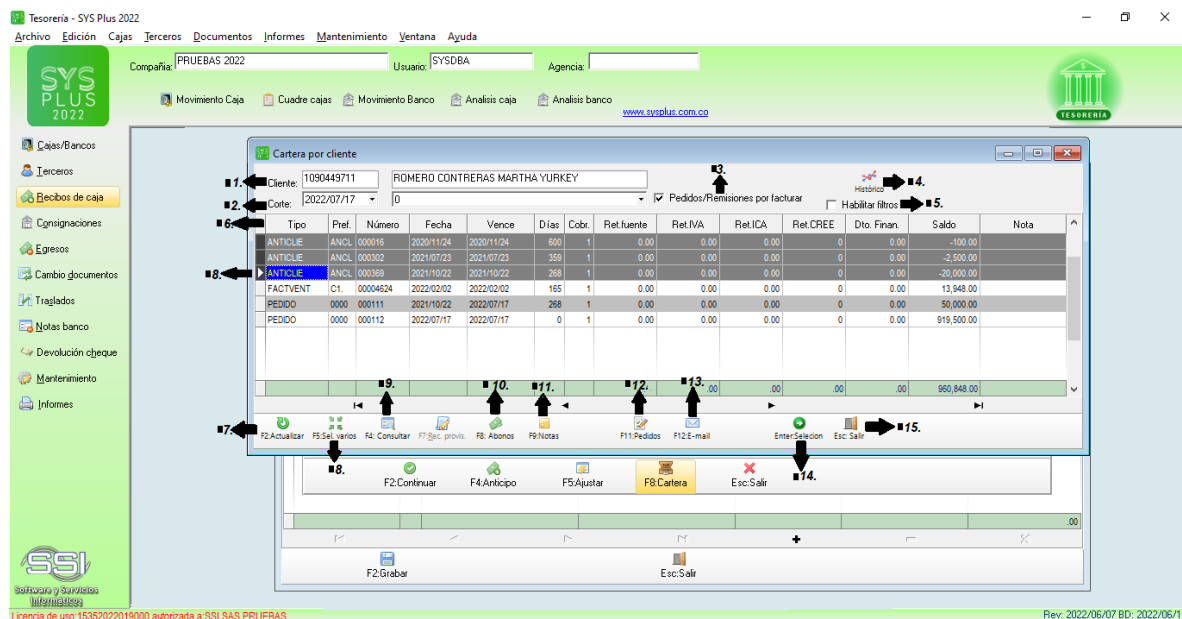 Tesorería - SYS Plus 2022
Archivo Edición Cajas Terceros Documentos Informes Mantenimiento Ventana Ayuda
SYS PLUS 2022
Compañia: PRUEBAS 2022 Usuario: SYSDBA Agencia:
Movimiento Caja Cuadre cajas Movimiento Banco Analisis caja Analisis banco
www.sysplus.com.co
TESORERÍA
Cajas/Bancos
Terceros
Recibos de caja
Consignaciones
Egresos
Cambio documentos
Traslados
Notas banco
Devolución cheque
Mantenimiento
Informes
Cartera por cliente
1. Cliente: 1090449711 ROMERO CONTRERAS MARTHA YURKEY 3. Histórico 4.
2. Corte: 2022/07/17 0 Pedidos/Remisiones por facturar Habilitar filtros 5.
6. Tipo Pref. Número Fecha Vence Días Cobr. Ret.fuente Ret.IVA Ret.ICA Ret.CREE Dto. Finan. Saldo Nota
ANTICLIE ANCL 000016 2020/11/24 2020/11/24 600 1 0.00 0.00 0.00 0 0.00 -100.00
ANTICLIE ANCL 000302 2021/07/23 2021/07/23 359 1 0.00 0.00 0.00 0 0.00 -2,500.00
8. ANTICLIE ANCL 000369 2021/10/22 2021/10/22 268 1 0.00 0.00 0.00 0 0.00 -20,000.00
FACTVENT C1. 00004624 2022/02/02 2022/02/02 165 1 0.00 0.00 0.00 0 0.00 13,948.00
PEDIDO 0000 000111 2021/10/22 2022/07/17 268 1 0.00 0.00 0.00 0 0.00 50,000.00
PEDIDO 0000 000112 2022/07/17 2022/07/17 0 1 0.00 0.00 0.00 0 0.00 919,500.00
9. 10. 11. 12. 13. .00 .00 .00 .00 960,848.00
7. F2:Actualizar F5:Sel. varios F4: Consultar F7:Rec. provis. F8: Abonos F9:Notas F11:Pedidos F12:E-mail Enter:Selecion Esc: Salir 15.
8. 14.
F2:Continuar F4:Anticipo F5:Ajustar F8:Cartera Esc:Salir
.00
F2:Grabar Esc:Salir
SSI
Software y Servicios
Informáticos
Licencia de uso:15352022019000 autorizada a:SSI SAS PRUEBAS Rev: 2022/06/07 BD: 2022/06/1